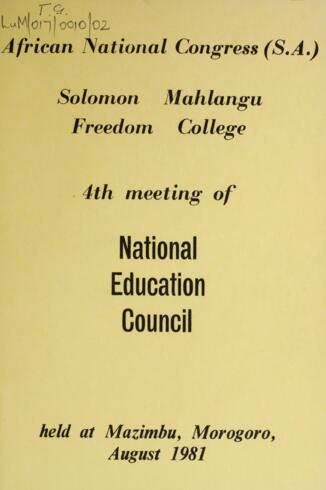 T.G.
LuM/017/0010/02
African National Congress (S.A.)
Solomon Mahlangu
Freedom College
4th meeting of
National
Education
Council
held at Mazimbu, Morogoro,
August 1981